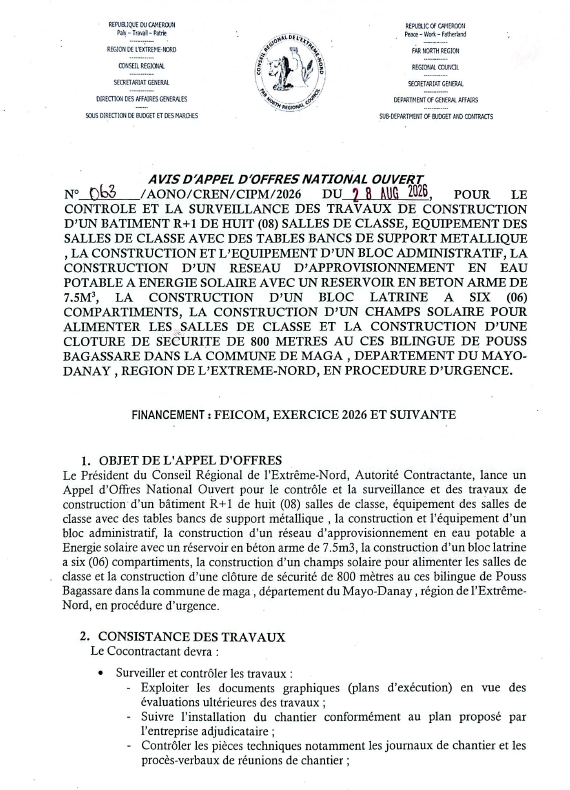 REPUBLIQUE DU CAMEROUN
Paix – Travail – Patrie
-------------
REGION DE L'EXTREME-NORD
-------------
CONSEIL REGIONAL
-------------
SECRETARIAT GENERAL
-------------
DIRECTION DES AFFAIRES GENERALES
-------------
SOUS DIRECTION DE BUDGET ET DES MARCHES
CONSEIL REGIONAL DE L'EXTREME-NORD
FAR NORTH REGIONAL COUNCIL
REPUBLIC OF CAMEROON
Peace – Work – Fatherland
-------------
FAR NORTH REGION
-------------
REGIONAL COUNCIL
-------------
SECRETARIAT GENERAL
-------------
DEPARTMENT OF GENERAL AFFAIRS
-------------
SUB-DEPARTMENT OF BUDGET AND CONTRACTS
AVIS D'APPEL D'OFFRES NATIONAL OUVERT
N° 063 /AONO/CREN/CIPM/2026 DU 28 AUG 2026, POUR LE
CONTROLE ET LA SURVEILLANCE DES TRAVAUX DE CONSTRUCTION
D'UN BATIMENT R+1 DE HUIT (08) SALLES DE CLASSE, EQUIPEMENT DES
SALLES DE CLASSE AVEC DES TABLES BANCS DE SUPPORT METALLIQUE
, LA CONSTRUCTION ET L'EQUIPEMENT D'UN BLOC ADMINISTRATIF, LA
CONSTRUCTION D'UN RESEAU D'APPROVISIONNEMENT EN EAU
POTABLE A ENERGIE SOLAIRE AVEC UN RESERVOIR EN BETON ARME DE
7.5M³, LA CONSTRUCTION D'UN BLOC LATRINE A SIX (06)
COMPARTIMENTS, LA CONSTRUCTION D'UN CHAMPS SOLAIRE POUR
ALIMENTER LES SALLES DE CLASSE ET LA CONSTRUCTION D'UNE
CLOTURE DE SECURITE DE 800 METRES AU CES BILINGUE DE POUSS
BAGASSARE DANS LA COMMUNE DE MAGA , DEPARTEMENT DU MAYO-
DANAY , REGION DE L'EXTREME-NORD, EN PROCEDURE D'URGENCE.
FINANCEMENT : FEICOM, EXERCICE 2026 ET SUIVANTE
1. OBJET DE L'APPEL D'OFFRES
Le Président du Conseil Régional de l'Extrême-Nord, Autorité Contractante, lance un
Appel d'Offres National Ouvert pour le contrôle et la surveillance et des travaux de
construction d'un bâtiment R+1 de huit (08) salles de classe, équipement des salles de
classe avec des tables bancs de support métallique , la construction et l'équipement d'un
bloc administratif, la construction d'un réseau d'approvisionnement en eau potable a
Energie solaire avec un réservoir en béton arme de 7.5m3, la construction d'un bloc latrine
a six (06) compartiments, la construction d'un champs solaire pour alimenter les salles de
classe et la construction d'une clôture de sécurité de 800 mètres au ces bilingue de Pouss
Bagassare dans la commune de maga , département du Mayo-Danay , région de l'Extrême-
Nord, en procédure d'urgence.
2. CONSISTANCE DES TRAVAUX
Le Cocontractant devra :
• Surveiller et contrôler les travaux :
- Exploiter les documents graphiques (plans d'exécution) en vue des
évaluations ultérieures des travaux ;
- Suivre l'installation du chantier conformément au plan proposé par
l'entreprise adjudicataire ;
- Contrôler les pièces techniques notamment les journaux de chantier et les
procès-verbaux de réunions de chantier ;